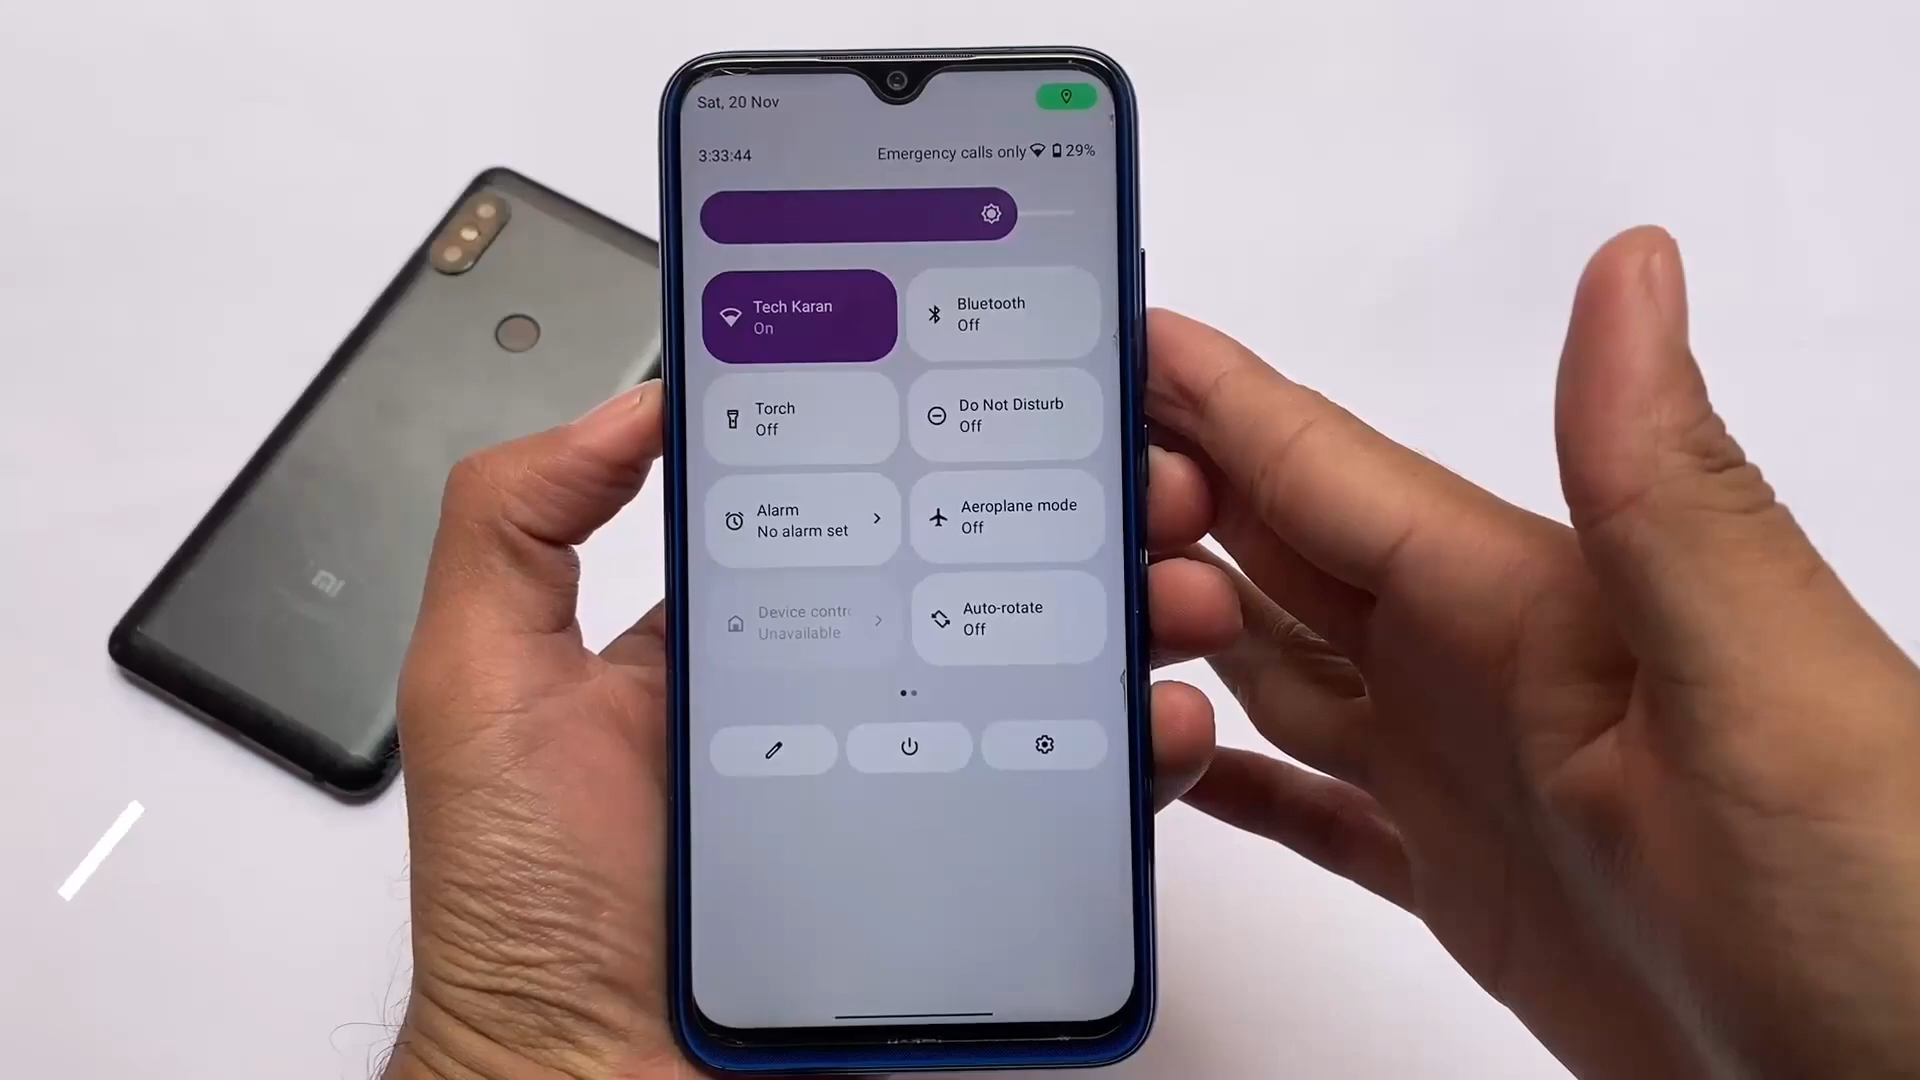 Sat, 20 Nov
3:33:44
Emergency calls only 29%
Tech Karan
On
Bluetooth
Off
Torch
Off
Do Not Disturb
Off
Alarm
No alarm set
Aeroplane mode
Off
Device contr
Unavailable
Auto-rotate
Off
mi